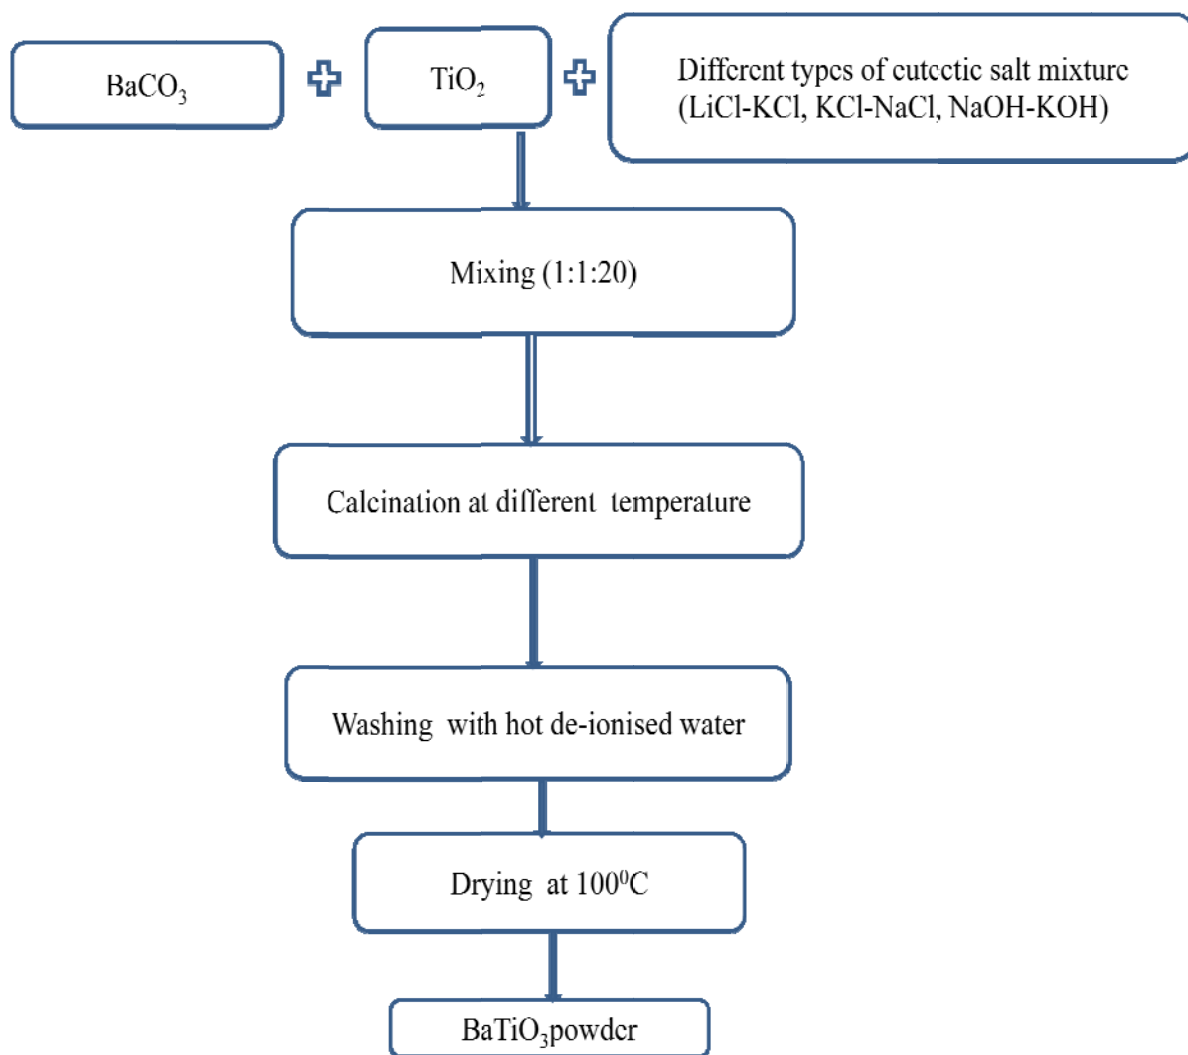 BaCO₃
TiO₂
Different types of eutectic salt mixture
(LiCl-KCl, KCl-NaCl, NaOH-KOH)
Mixing (1:1:20)
Calcination at different temperature
Washing with hot de-ionised water
Drying at 100⁰C
BaTiO₃powder